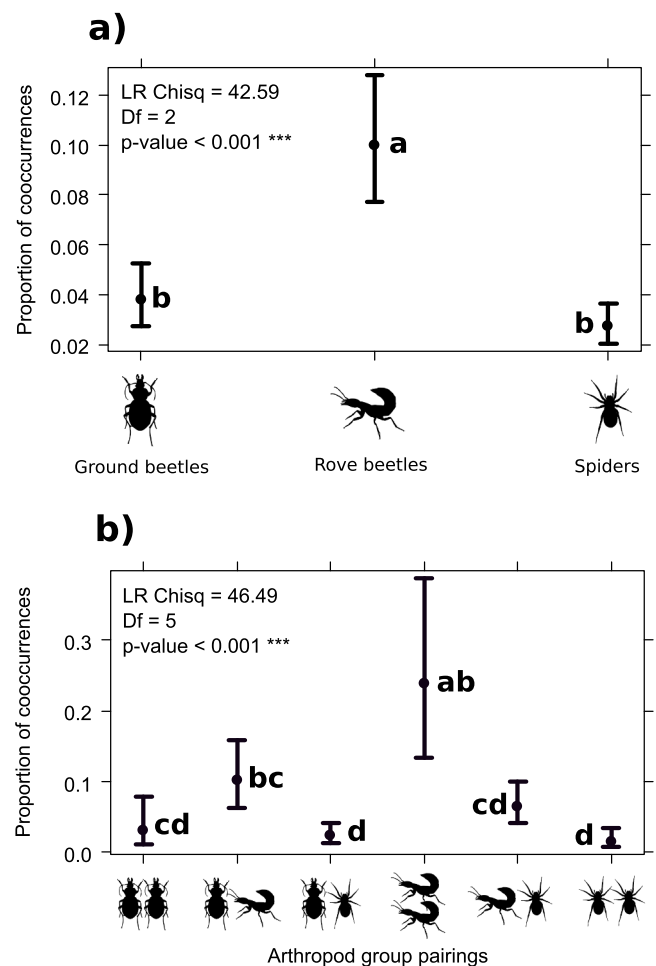 a)
Proportion of cooccurrences
0.12
0.10
0.08
0.06
0.04
0.02
LR Chisq = 42.59
Df = 2
p-value < 0.001 ***
b
a
b
Ground beetles
Rove beetles
Spiders
b)
Proportion of cooccurrences
0.3
0.2
0.1
0.0
LR Chisq = 46.49
Df = 5
p-value < 0.001 ***
cd
bc
d
ab
cd
d
Arthropod group pairings